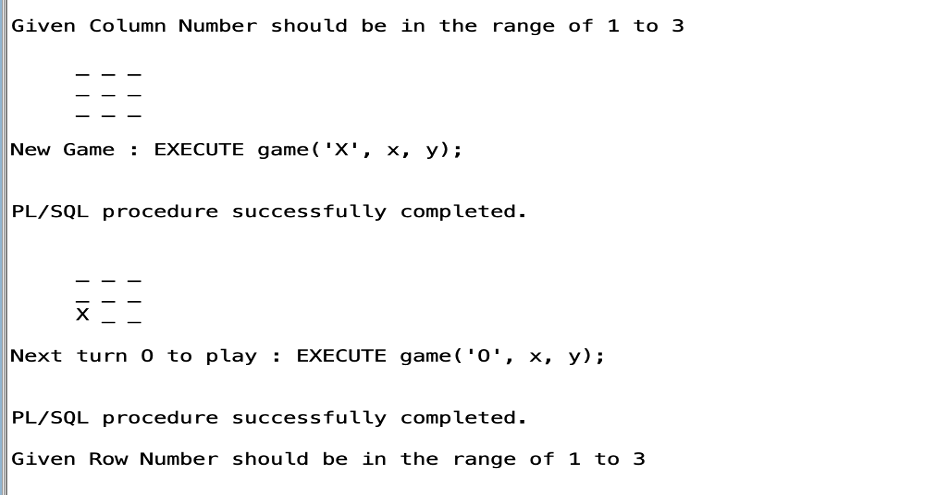 Given Column Number should be in the range of 1 to 3
_ _ _
_ _ _
_ _ _
New Game : EXECUTE game('X', x, y);
PL/SQL procedure successfully completed.
_ _ _
_ _ _
X _ _
Next turn O to play : EXECUTE game('O', x, y);
PL/SQL procedure successfully completed.
Given Row Number should be in the range of 1 to 3